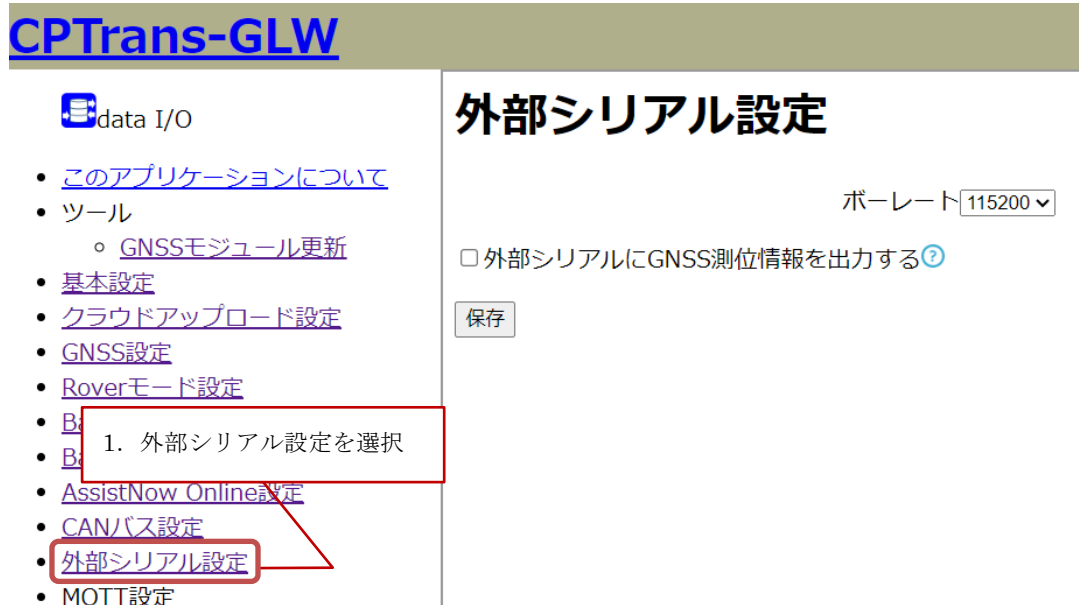 CPTrans-GLW
data I/O
このアプリケーションについて
ツール
GNSSモジュール更新
基本設定
クラウドアップロード設定
GNSS設定
Roverモード設定
Ba
Ba
AssistNow Online設定
CANバス設定
外部シリアル設定
MQTT設定
1. 外部シリアル設定を選択
外部シリアル設定
ボーレート 115200
外部シリアルにGNSS測位情報を出力する ?
保存